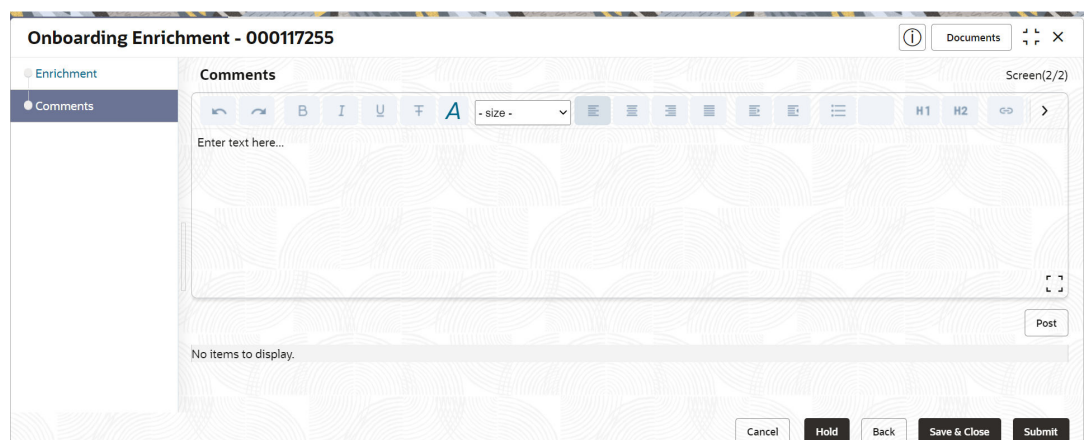 Onboarding Enrichment - 000117255
Documents
Enrichment
Comments
Comments
Screen(2/2)
B I U T A - size - H1 H2
Enter text here...
Post
No items to display.
Cancel Hold Back Save & Close Submit